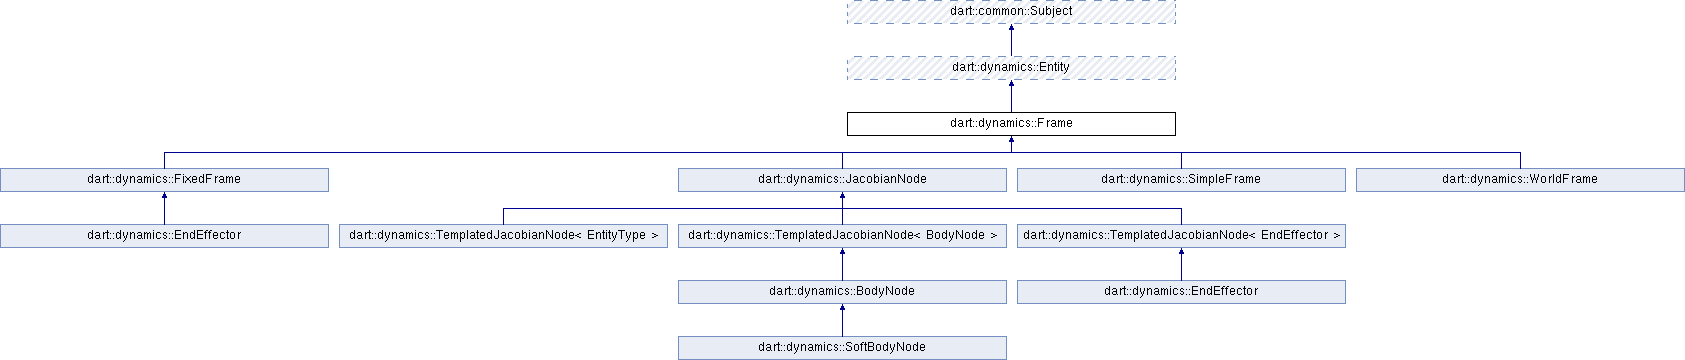 dart::common::Subject
dart::dynamics::Entity
dart::dynamics::Frame
dart::dynamics::FixedFrame
dart::dynamics::JacobianNode
dart::dynamics::SimpleFrame
dart::dynamics::WorldFrame
dart::dynamics::EndEffector
dart::dynamics::TemplatedJacobianNode< EntityType >
dart::dynamics::TemplatedJacobianNode< BodyNode >
dart::dynamics::TemplatedJacobianNode< EndEffector >
dart::dynamics::BodyNode
dart::dynamics::EndEffector
dart::dynamics::SoftBodyNode